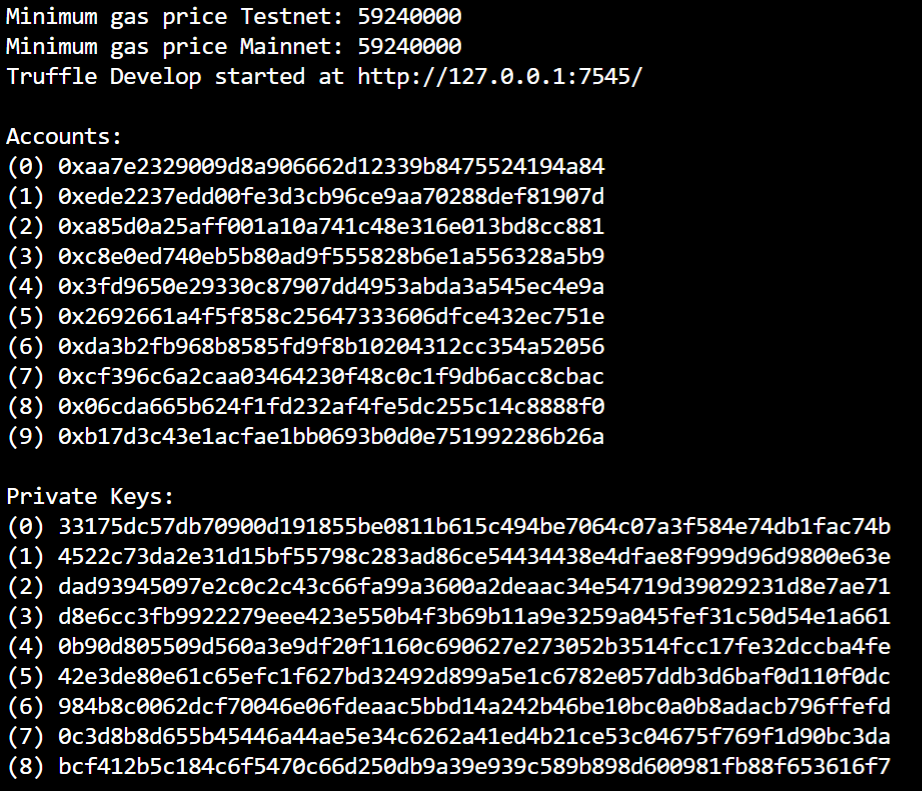 Minimum gas price Testnet: 59240000
Minimum gas price Mainnet: 59240000
Truffle Develop started at http://127.0.0.1:7545/
Accounts:
(0) 0xaa7e2329009d8a906662d12339b8475524194a84
(1) 0xede2237edd00fe3d3cb96ce9aa70288def81907d
(2) 0xa85d0a25aff001a10a741c48e316e013bd8cc881
(3) 0xc8e0ed740eb5b80ad9f555828b6e1a556328a5b9
(4) 0x3fd9650e29330c87907dd4953abda3a545ec4e9a
(5) 0x2692661a4f5f858c25647333606dfce432ec751e
(6) 0xda3b2fb968b8585fd9f8b10204312cc354a52056
(7) 0xcf396c6a2caa03464230f48c0c1f9db6acc8cbac
(8) 0x06cda665b624f1fd232af4fe5dc255c14c8888f0
(9) 0xb17d3c43e1acfae1bb0693b0d0e751992286b26a
Private Keys:
(0) 33175dc57db70900d191855be0811b615c494be7064c07a3f584e74db1fac74b
(1) 4522c73da2e31d15bf55798c283ad86ce54434438e4dfae8f999d96d9800e63e
(2) dad93945097e2c0c2c43c66fa99a3600a2deaac34e54719d39029231d8e7ae71
(3) d8e6cc3fb9922279eee423e550b4f3b69b11a9e3259a045fef31c50d54e1a661
(4) 0b90d805509d560a3e9df20f1160c690627e273052b3514fcc17fe32dccba4fe
(5) 42e3de80e61c65efc1f627bd32492d899a5e1c6782e057ddb3d6baf0d110f0dc
(6) 984b8c0062dcf70046e06fdeaac5bbd14a242b46be10bc0a0b8adacb796ffefd
(7) 0c3d8b8d655b45446a44ae5e34c6262a41ed4b21ce53c04675f769f1d90bc3da
(8) bcf412b5c184c6f5470c66d250db9a39e939c589b898d600981fb88f653616f7